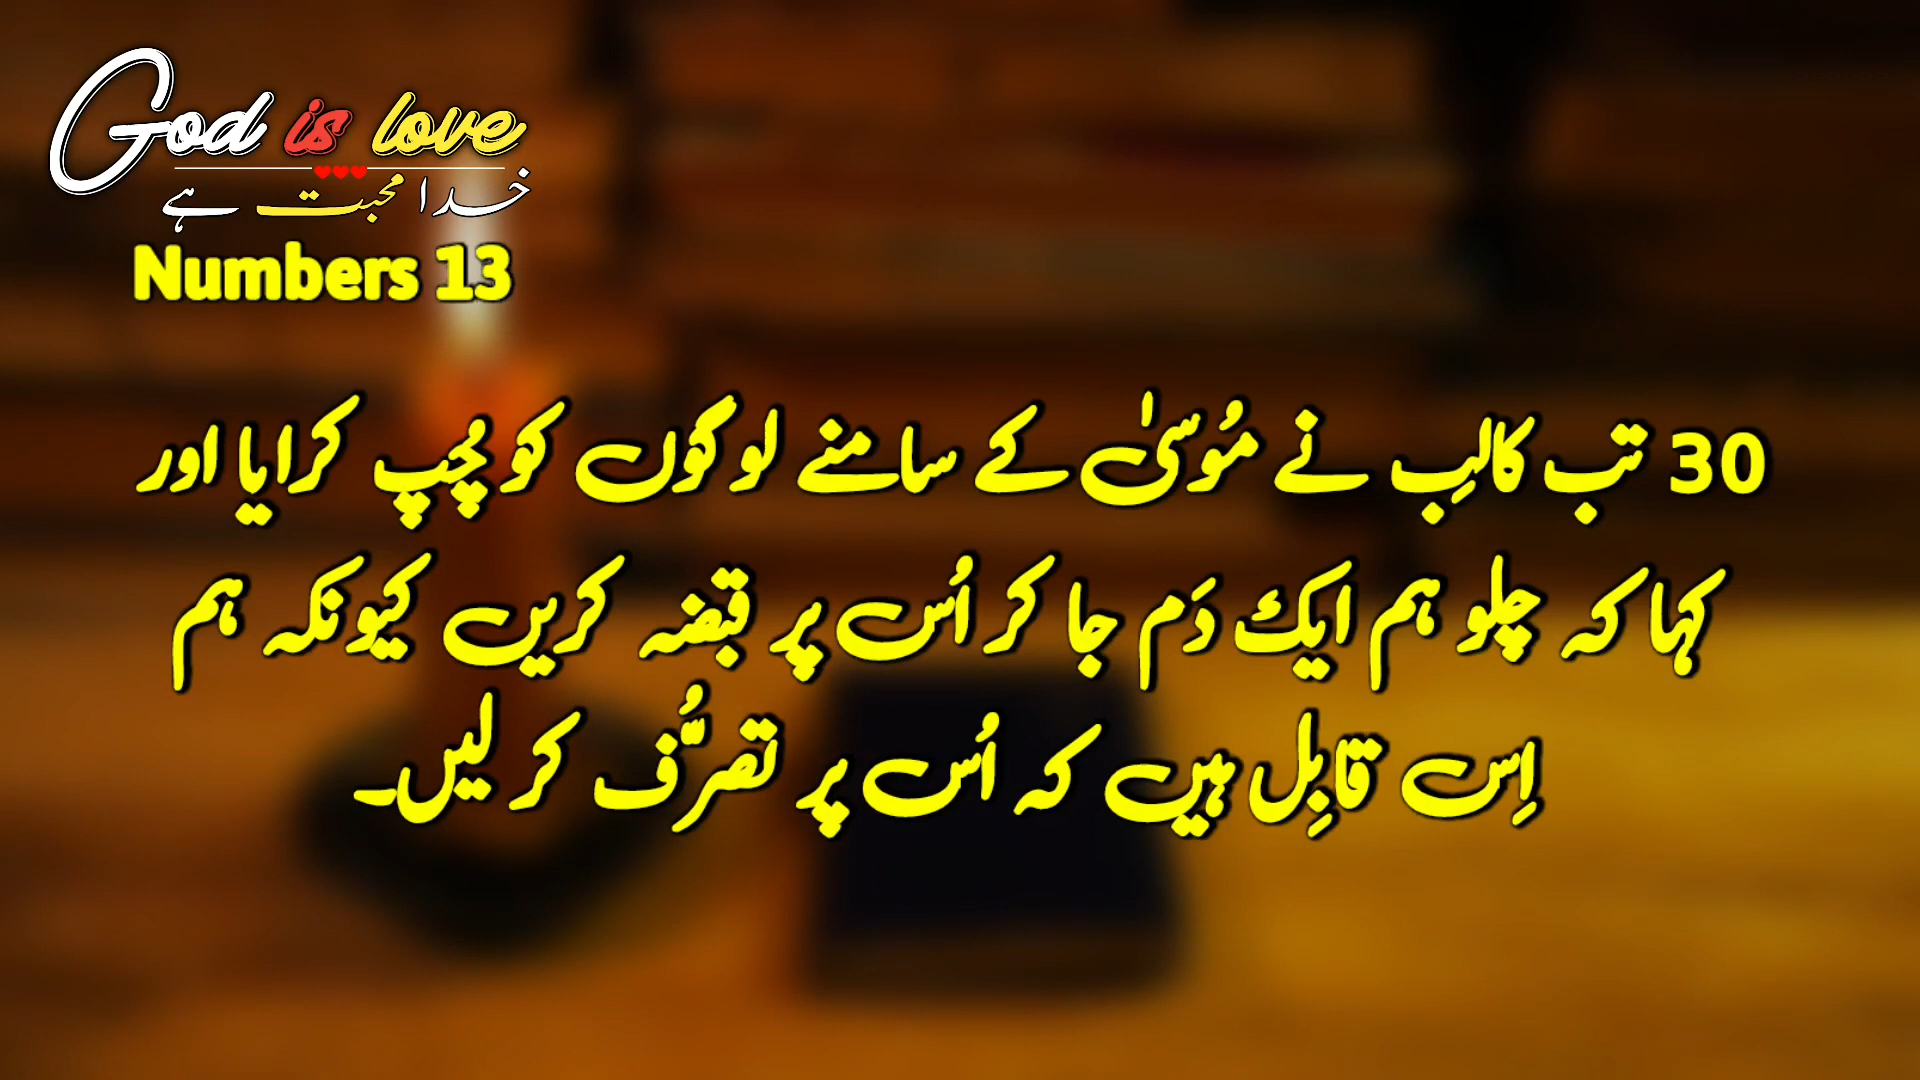 God is love
خدا محبت ہے
Numbers 13
30 تب کالِب نے مُوسیٰ کے سامنے لوگوں کو چُپ کرایا اور
کہا کہ چلو ہم ایک دَم جا کر اُس پر قبضہ کریں کیونکہ ہم
اِس قابِل ہیں کہ اُس پر تصرُّف کر لیں۔